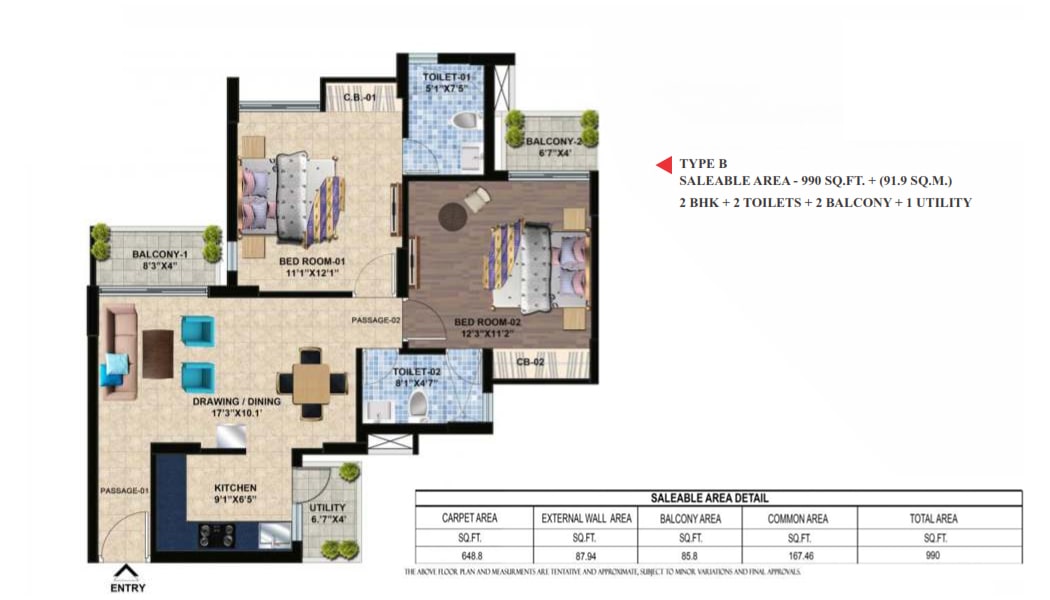 TOILET-01
5'1"X7'5"
C.B.-01
BALCONY-2
6'7"X4'
TYPE B
SALEABLE AREA - 990 SQ.FT. + (91.9 SQ.M.)
2 BHK + 2 TOILETS + 2 BALCONY + 1 UTILITY
BALCONY-1
8'3"X4"
BED ROOM-01
11'1"X12'1"
PASSAGE-02
BED ROOM-02
12'3"X11'2"
CB-02
TOILET-02
8'1"X4'7"
DRAWING / DINING
17'3"X10.1'
PASSAGE-01
KITCHEN
9'1"X6'5"
UTILITY
6.'7"X4'
ENTRY
SALEABLE AREA DETAIL
CARPET AREA EXTERNAL WALL AREA BALCONY AREA COMMON AREA TOTAL AREA
SQ.FT. SQ.FT. SQ.FT. SQ.FT. SQ.FT.
648.8 87.94 85.8 167.46 990
THE ABOVE FLOOR PLAN AND MEASURMENTS ARE TENTATIVE AND APPROXIMATE, SUBJECT TO MINOR VARIATIONS AND FINAL APPROVALS.